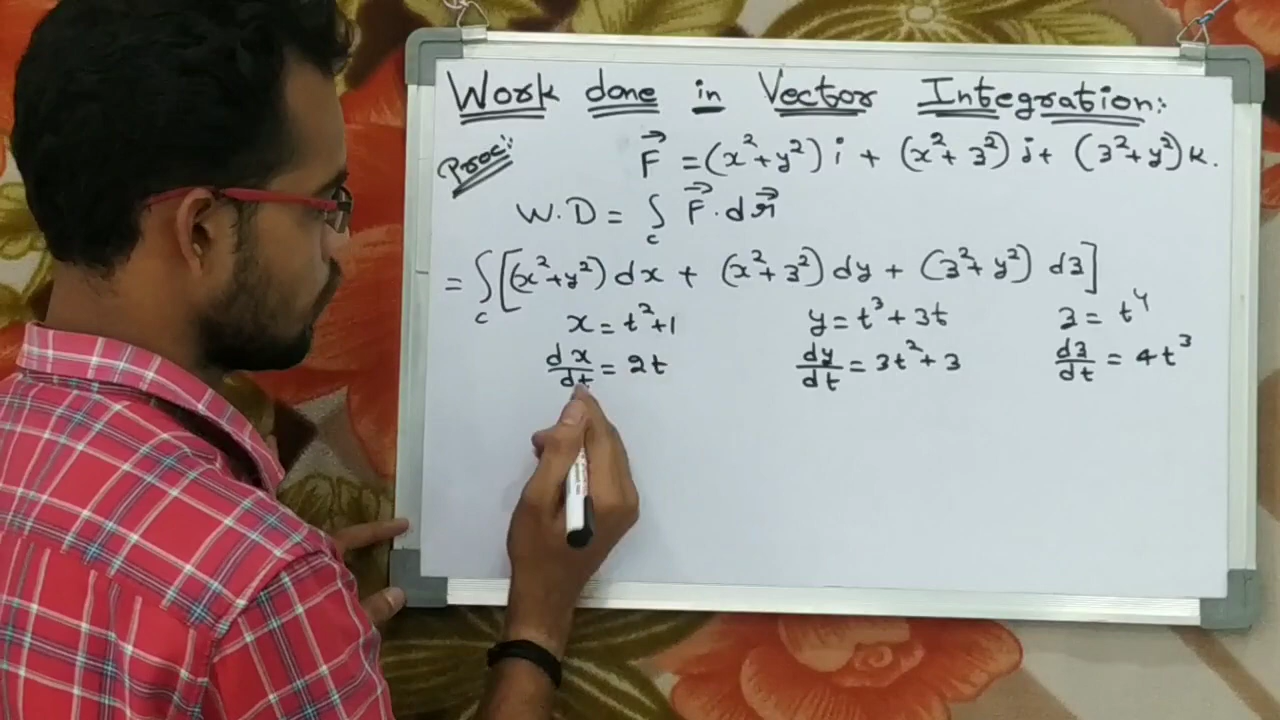 Work done in Vector Integration:
Proc:
F⃗ = (x²+y²) i + (x²+z²) j + (z²+y²) k.
W.D = ∫c F⃗ . dr⃗
= ∫c [(x²+y²) dx + (x²+z²) dy + (z²+y²) dz]
x = t²+1 y = t³+3t z = t⁴
dx/dt = 2t dy/dt = 3t²+3 dz/dt = 4t³